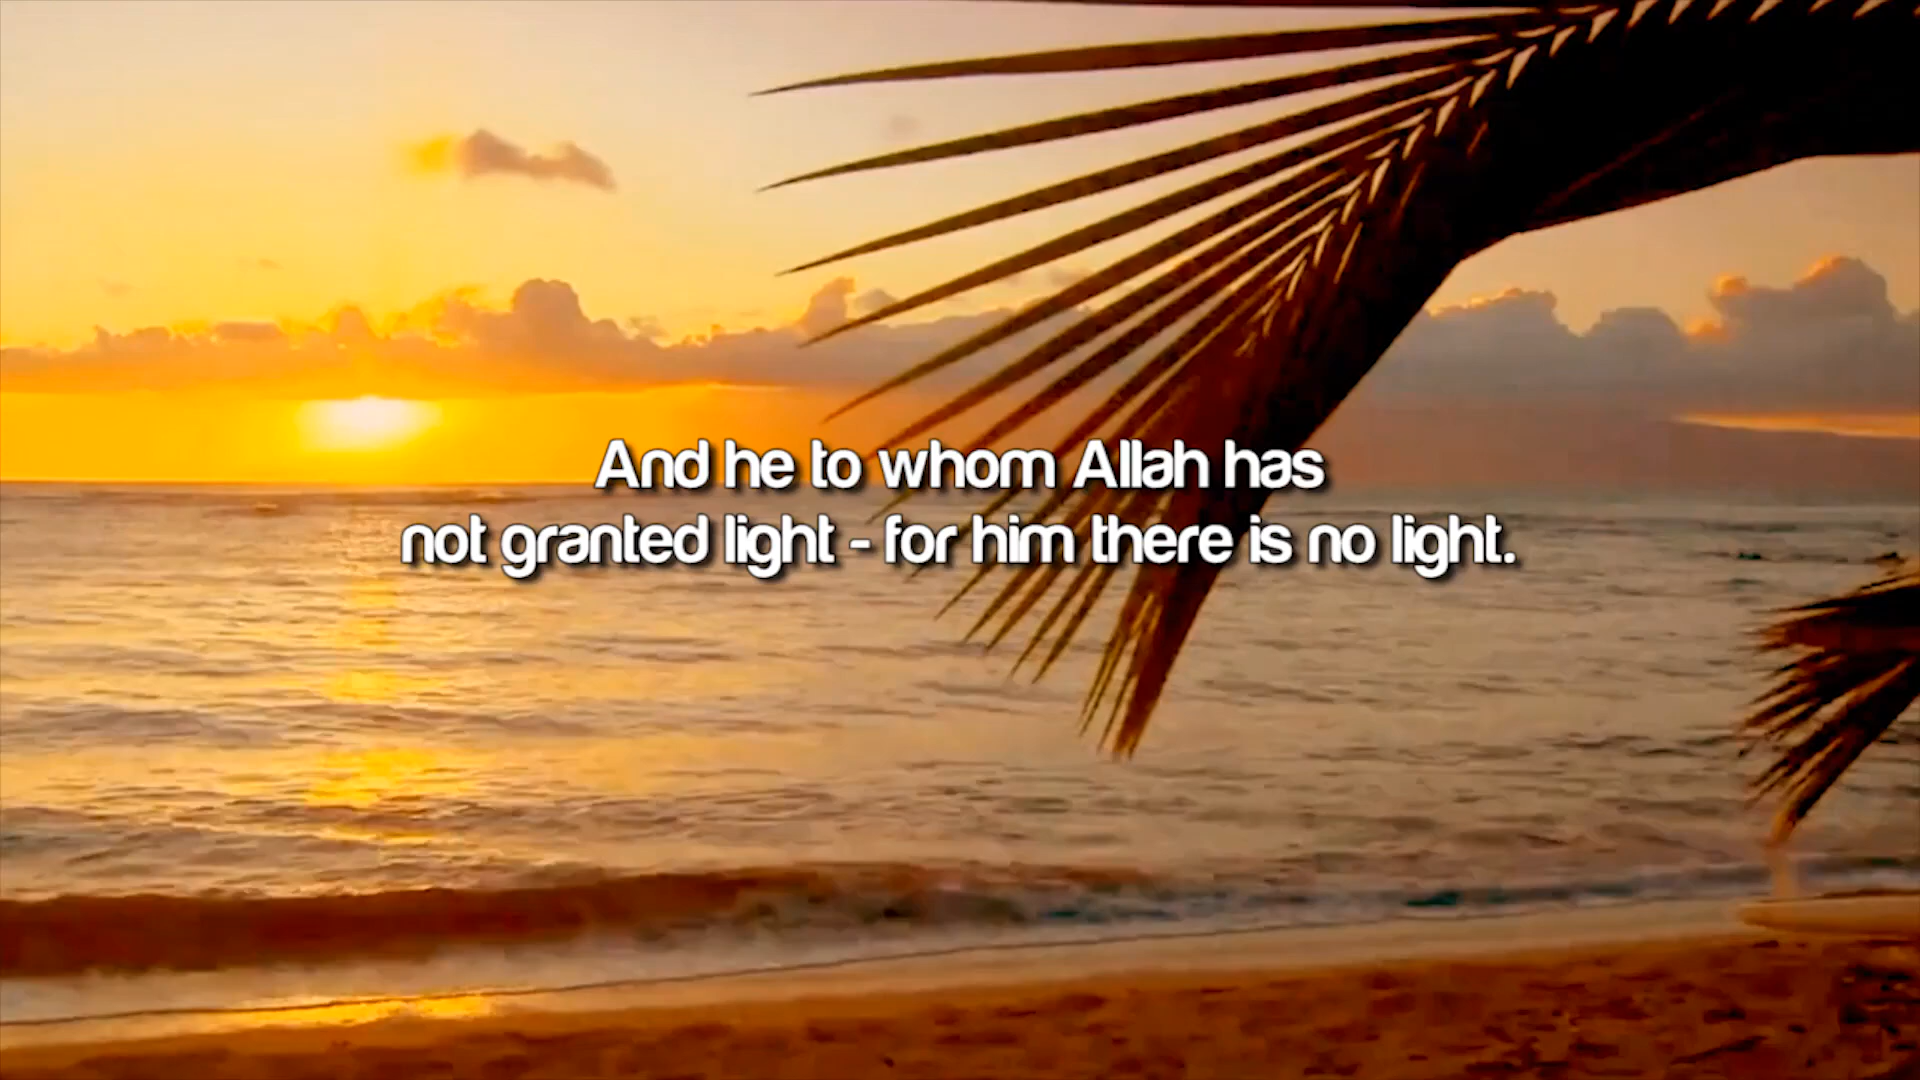 And he to whom Allah has
not granted light - for him there is no light.